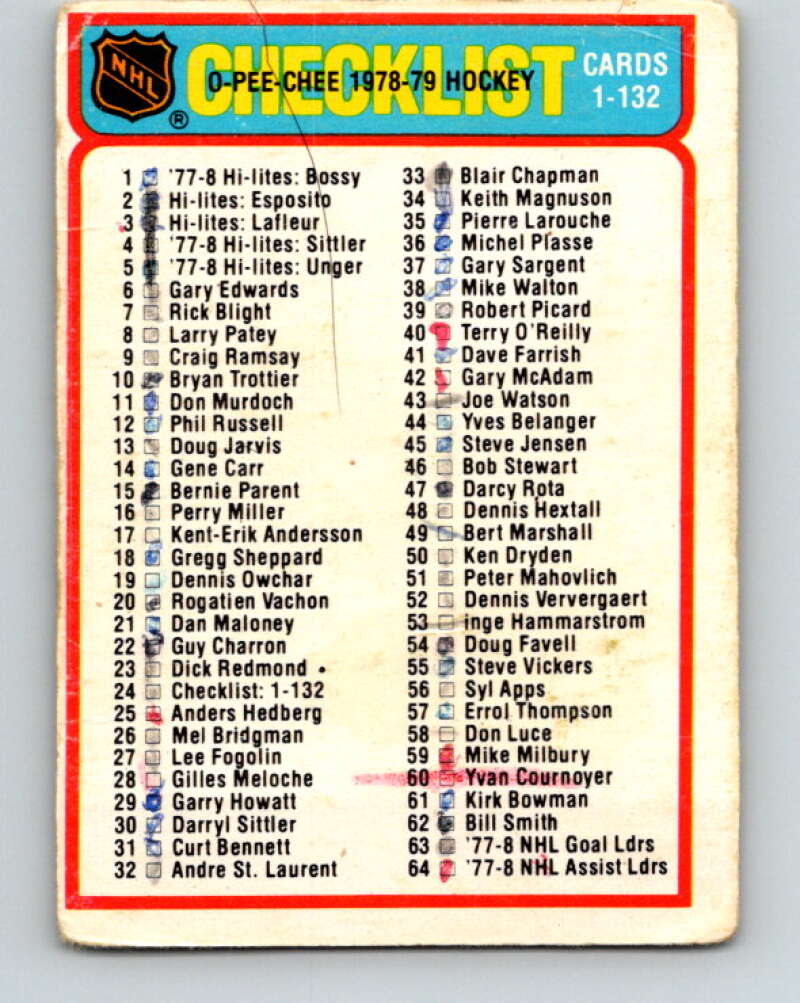 NHL
®
CHECKLIST
O-PEE-CHEE 1978-79 HOCKEY
CARDS
1-132
1 '77-8 Hi-lites: Bossy
2 Hi-lites: Esposito
3 Hi-lites: Lafleur
4 '77-8 Hi-lites: Sittler
5 '77-8 Hi-lites: Unger
6 Gary Edwards
7 Rick Blight
8 Larry Patey
9 Craig Ramsay
10 Bryan Trottier
11 Don Murdoch
12 Phil Russell
13 Doug Jarvis
14 Gene Carr
15 Bernie Parent
16 Perry Miller
17 Kent-Erik Andersson
18 Gregg Sheppard
19 Dennis Owchar
20 Rogatien Vachon
21 Dan Maloney
22 Guy Charron
23 Dick Redmond
24 Checklist: 1-132
25 Anders Hedberg
26 Mel Bridgman
27 Lee Fogolin
28 Gilles Meloche
29 Garry Howatt
30 Darryl Sittler
31 Curt Bennett
32 Andre St. Laurent
33 Blair Chapman
34 Keith Magnuson
35 Pierre Larouche
36 Michel Plasse
37 Gary Sargent
38 Mike Walton
39 Robert Picard
40 Terry O'Reilly
41 Dave Farrish
42 Gary McAdam
43 Joe Watson
44 Yves Belanger
45 Steve Jensen
46 Bob Stewart
47 Darcy Rota
48 Dennis Hextall
49 Bert Marshall
50 Ken Dryden
51 Peter Mahovlich
52 Dennis Ververgaert
53 inge Hammarstrom
54 Doug Favell
55 Steve Vickers
56 Syl Apps
57 Errol Thompson
58 Don Luce
59 Mike Milbury
60 Yvan Cournoyer
61 Kirk Bowman
62 Bill Smith
63 '77-8 NHL Goal Ldrs
64 '77-8 NHL Assist Ldrs